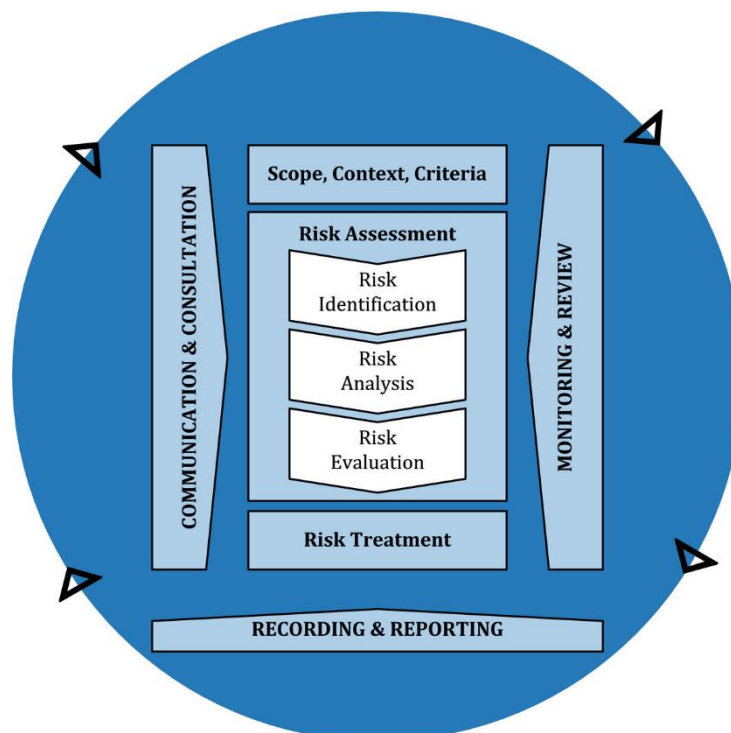 Scope, Context, Criteria
COMMUNICATION & CONSULTATION
Risk Assessment
Risk
Identification
Risk
Analysis
Risk
Evaluation
MONITORING & REVIEW
Risk Treatment
RECORDING & REPORTING